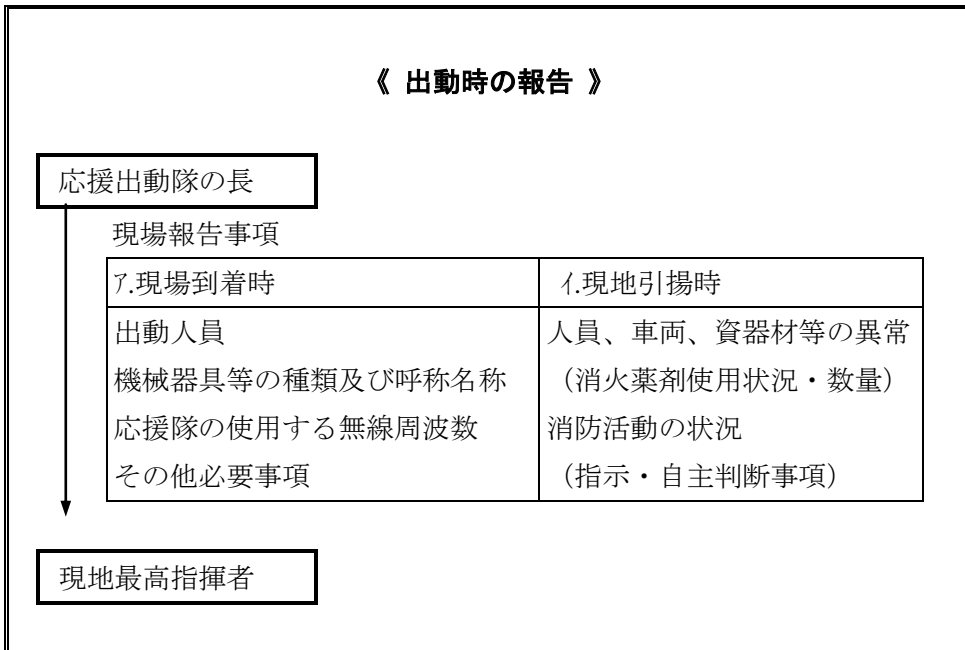 《 出動時の報告 》
応援出動隊の長
現場報告事項
ｱ.現場到着時
ｲ.現地引揚時
出動人員
人員、車両、資器材等の異常
機械器具等の種類及び呼称名称
（消火薬剤使用状況・数量）
応援隊の使用する無線周波数
消防活動の状況
その他必要事項
（指示・自主判断事項）
現地最高指揮者